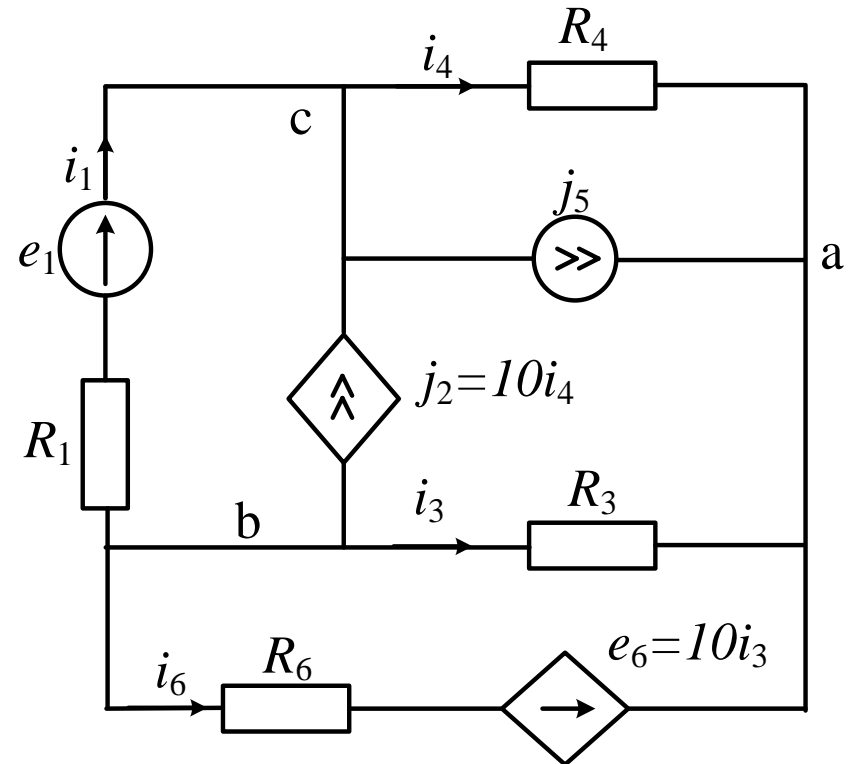 R₄
i₄
c
i₁
j₅
e₁
a
j₂=10i₄
R₁
i₃
R₃
b
e₆=10i₃
R₆
i₆